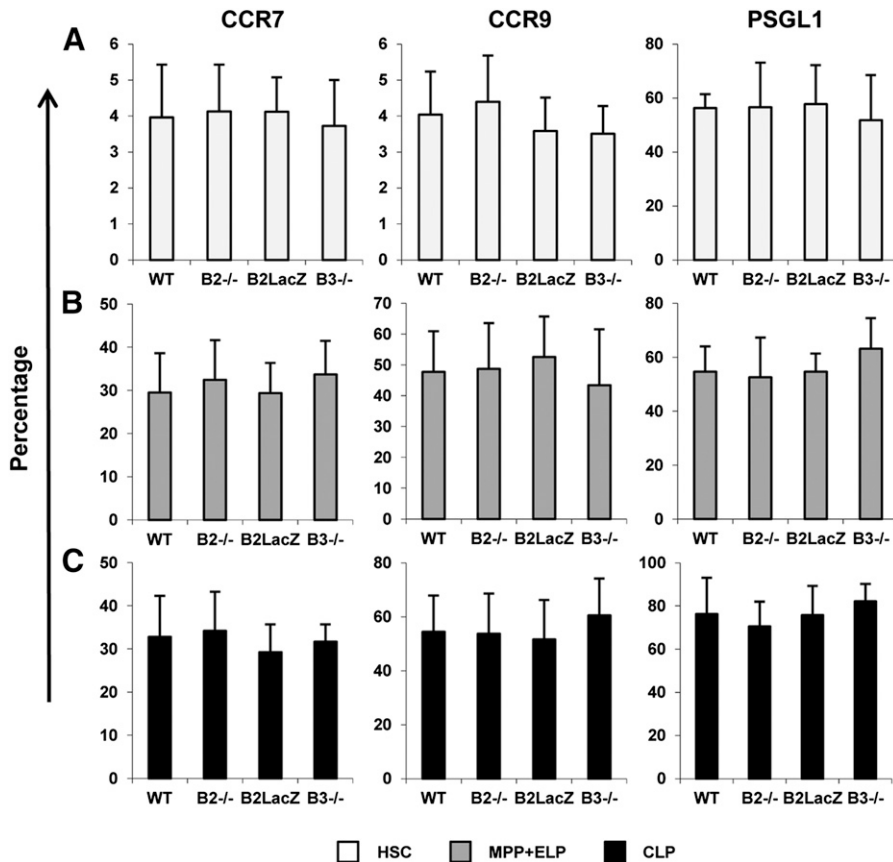 CCR7 CCR9 PSGL1
A
6 6 80
5 5
4 4 60
3 3 40
2 2
1 1 20
0 0 0
WT B2-/- B2LacZ B3-/- WT B2-/- B2LacZ B3-/- WT B2-/- B2LacZ B3-/-
Percentage
B
50 70 80
40 60
50 60
30 40 40
20 30
10 20 20
10
0 0 0
WT B2-/- B2LacZ B3-/- WT B2-/- B2LacZ B3-/- WT B2-/- B2LacZ B3-/-
C
50 80 100
40 60 80
30 60
20 40 40
10 20 20
0 0 0
WT B2-/- B2LacZ B3-/- WT B2-/- B2LacZ B3-/- WT B2-/- B2LacZ B3-/-
HSC MPP+ELP CLP